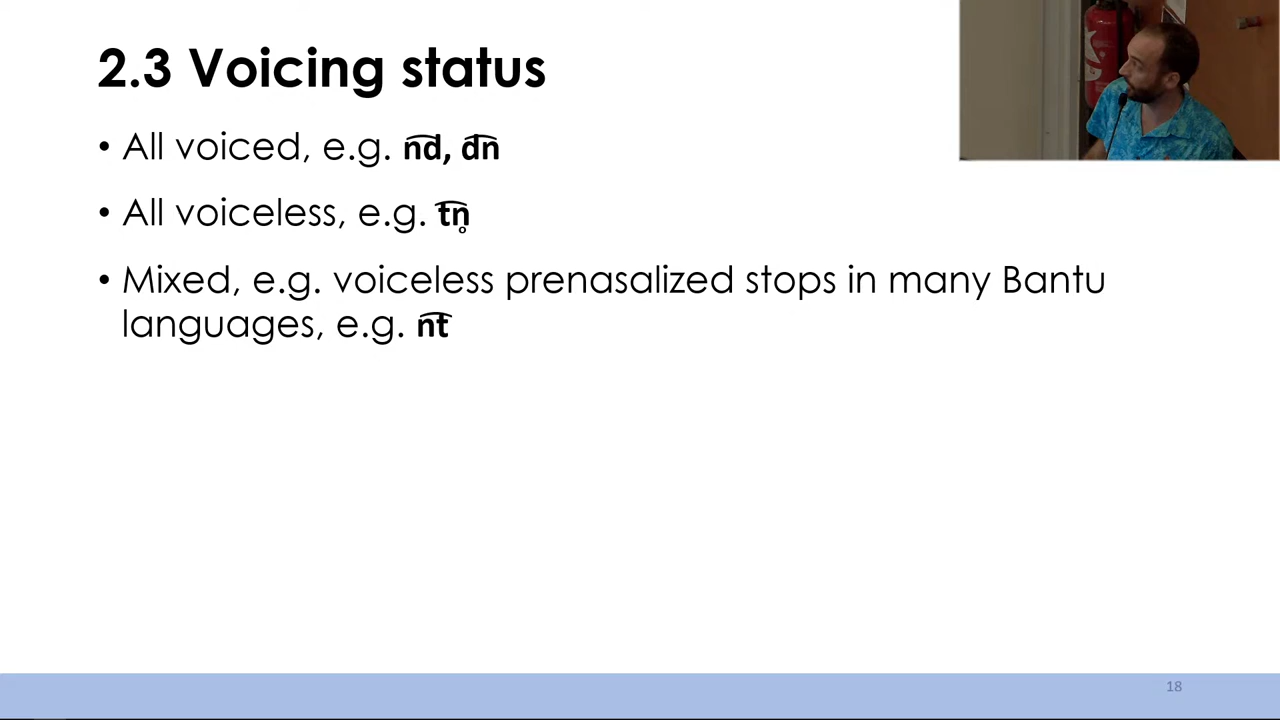 2.3 Voicing status
• All voiced, e.g. n͡d, d͡n
• All voiceless, e.g. t͡n̥
• Mixed, e.g. voiceless prenasalized stops in many Bantu
languages, e.g. n͡t
18